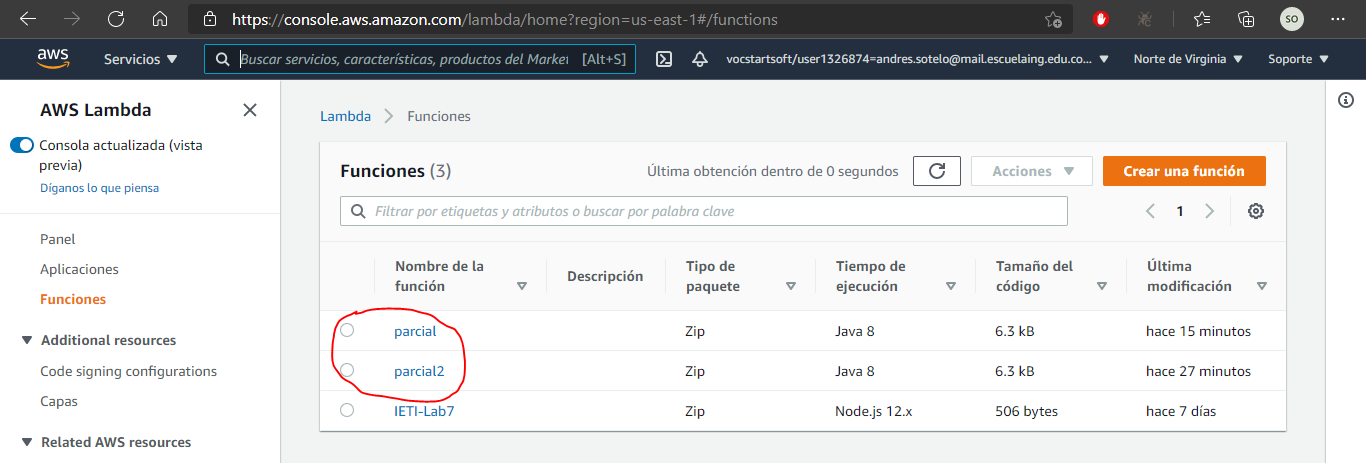 https://console.aws.amazon.com/lambda/home?region=us-east-1#/functions
SO
aws
Servicios
Buscar servicios, características, productos del Market
[Alt+S]
vocstartsoft/user1326874=andres.sotelo@mail.escuelaing.edu.co...
Norte de Virginia
Soporte
AWS Lambda
Consola actualizada (vista
previa)
Díganos lo que piensa
Panel
Aplicaciones
Funciones
Additional resources
Code signing configurations
Capas
Related AWS resources
Lambda > Funciones
Funciones (3)
Última obtención dentro de 0 segundos
Acciones
Crear una función
Filtrar por etiquetas y atributos o buscar por palabra clave
1
Nombre de la
función
Descripción
Tipo de
paquete
Tiempo de
ejecución
Tamaño del
código
Última
modificación
parcial Zip Java 8 6.3 kB hace 15 minutos
parcial2 Zip Java 8 6.3 kB hace 27 minutos
IETI-Lab7 Zip Node.js 12.x 506 bytes hace 7 días